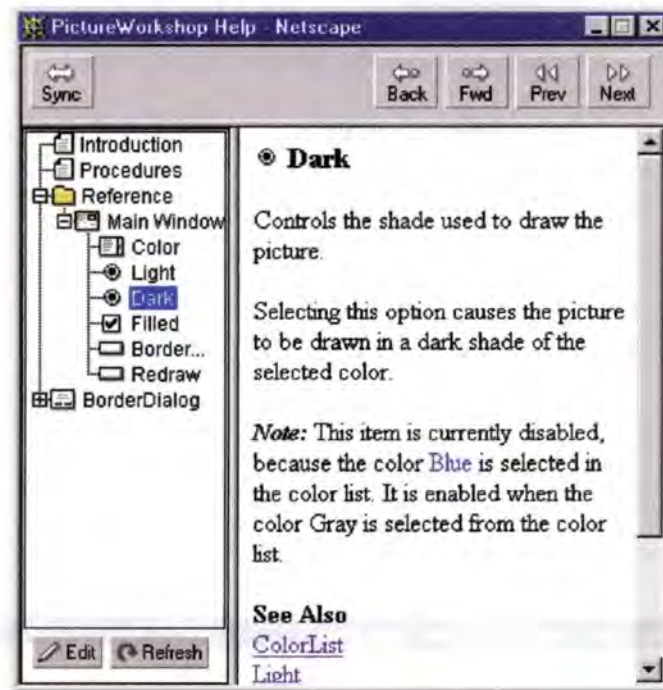 PictureWorkshop Help - Netscape
Sync
Back
Fwd
Prev
Next
Introduction
Procedures
Reference
Main Window
Color
Light
Dark
Filled
Border...
Redraw
BorderDialog
Edit
Refresh
Dark
Controls the shade used to draw the
picture.
Selecting this option causes the picture
to be drawn in a dark shade of the
selected color.
Note: This item is currently disabled,
because the color Blue is selected in
the color list. It is enabled when the
color Gray is selected from the color
list.
See Also
ColorList
Light